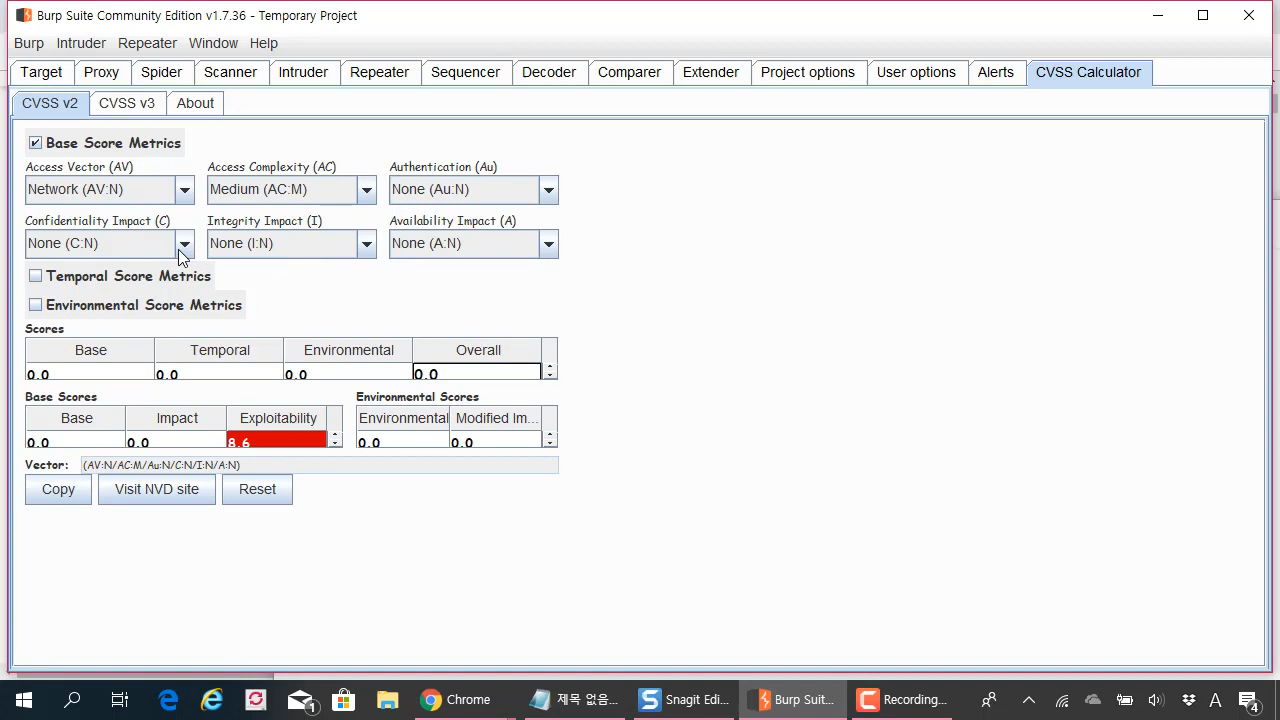 Burp Suite Community Edition v1.7.36 - Temporary Project
Burp Intruder Repeater Window Help
Target Proxy Spider Scanner Intruder Repeater Sequencer Decoder Comparer Extender Project options User options Alerts CVSS Calculator
CVSS v2 CVSS v3 About
Base Score Metrics
Access Vector (AV) Access Complexity (AC) Authentication (Au)
Network (AV:N) Medium (AC:M) None (Au:N)
Confidentiality Impact (C) Integrity Impact (I) Availability Impact (A)
None (C:N) None (I:N) None (A:N)
Temporal Score Metrics
Environmental Score Metrics
Scores
Base Temporal Environmental Overall
0.0 0.0 0.0 0.0
Base Scores Environmental Scores
Base Impact Exploitability Environmental Modified Im...
0.0 0.0 8.6 0.0 0.0
Vector: (AV:N/AC:M/Au:N/C:N/I:N/A:N)
Copy Visit NVD site Reset
1 Chrome 제목 없음... Snagit Edi... Burp Suit... Recording... A 4